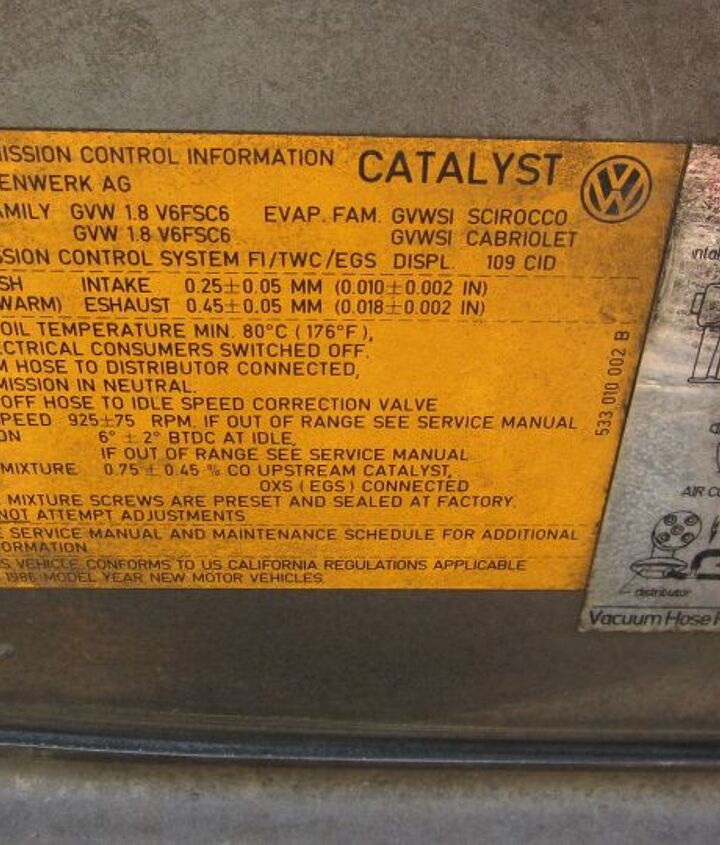 ISSION CONTROL INFORMATION CATALYST
ENWERK AG
AMILY GVW 1.8 V6FSC6 EVAP. FAM. GVWSI SCIROCCO
GVW 1.8 V6FSC6 GVWSI CABRIOLET
SSION CONTROL SYSTEM FI/TWC/EGS DISPL. 109 CID
SH INTAKE 0.25±0.05 MM (0.010±0.002 IN)
WARM) ESHAUST 0.45±0.05 MM (0.018±0.002 IN)
OIL TEMPERATURE MIN. 80°C (176°F),
ECTRICAL CONSUMERS SWITCHED OFF.
M HOSE TO DISTRIBUTOR CONNECTED,
MISSION IN NEUTRAL.
OFF HOSE TO IDLE SPEED CORRECTION VALVE
PEED 925±75 RPM. IF OUT OF RANGE SEE SERVICE MANUAL
ON 6° ± 2° BTDC AT IDLE,
IF OUT OF RANGE SEE SERVICE MANUAL
MIXTURE 0.75 ± 0.45 % CO UPSTREAM CATALYST,
OXS (EGS) CONNECTED
MIXTURE SCREWS ARE PRESET AND SEALED AT FACTORY.
NOT ATTEMPT ADJUSTMENTS
E SERVICE MANUAL AND MAINTENANCE SCHEDULE FOR ADDITIONAL
FORMATION
IS VEHICLE CONFORMS TO US CALIFORNIA REGULATIONS APPLICABLE
1986 MODEL YEAR NEW MOTOR VEHICLES.
533 010 002 B
intak
AIR CO
distributor
Vacuum Hose R